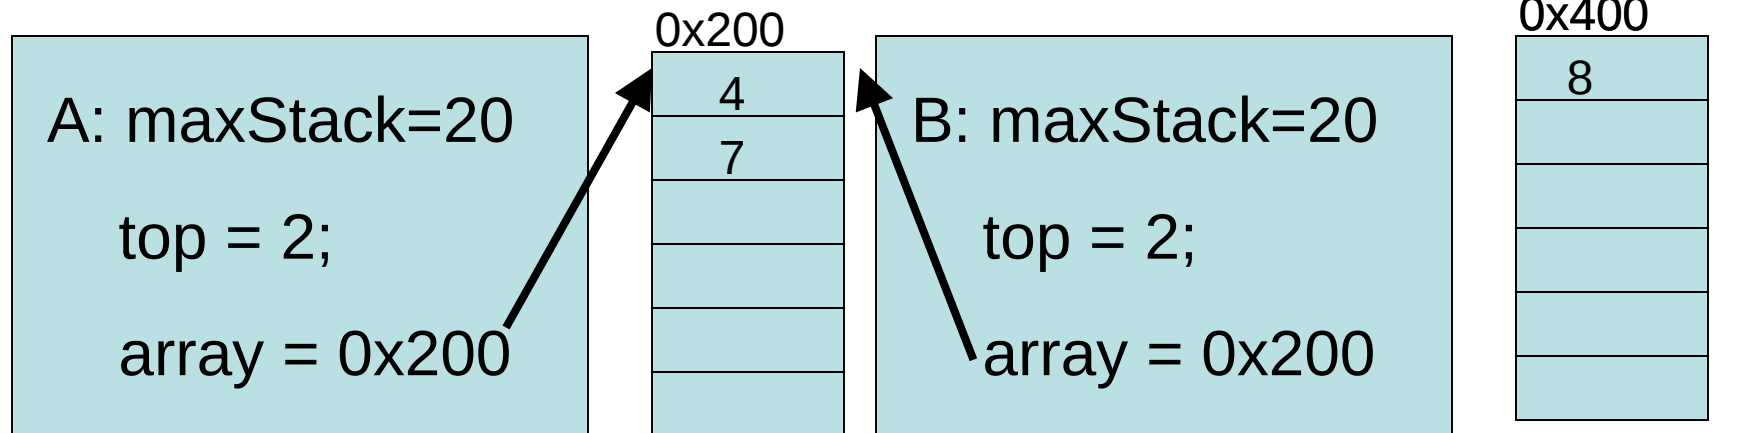 A: maxStack=20
top = 2;
array = 0x200
0x200
4
7
B: maxStack=20
top = 2;
array = 0x200
0x400
8